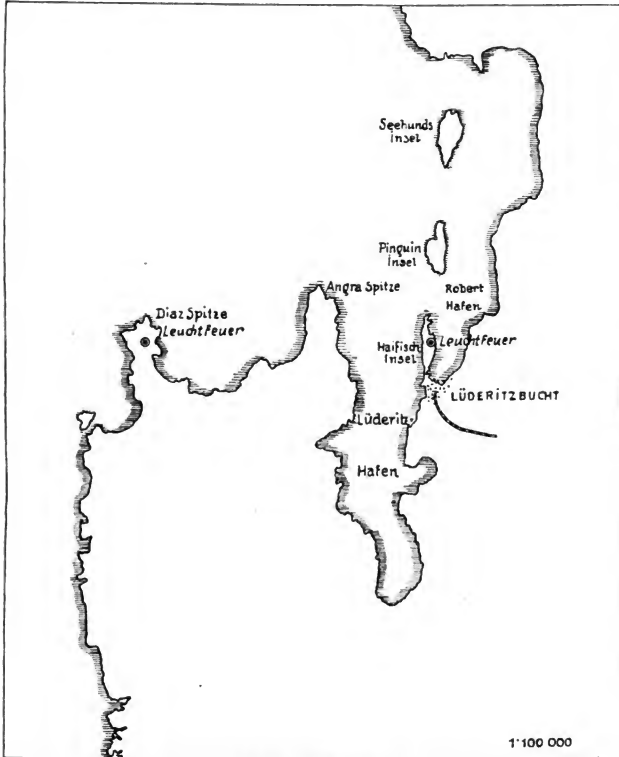 Seehunds
Insel
Pinguin
Insel
Angra Spitze
Robert
Hafen
Diaz Spitze
Leuchtfeuer
Haifisch
Insel
Leuchtfeuer
LÜDERITZBUCHT
Lüderitz-
Hafen
1:100 000